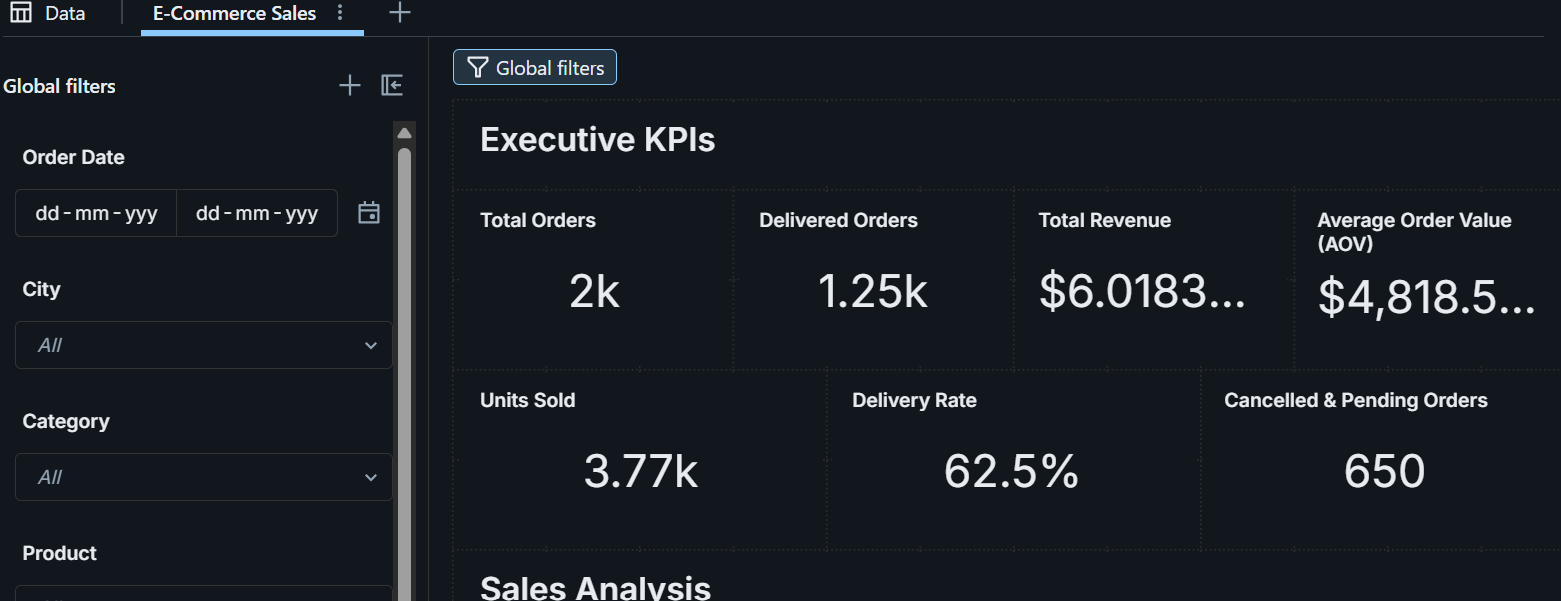 Data
E-Commerce Sales
Global filters
Order Date
dd-mm-yyy dd-mm-yyy
City
All
Category
All
Product
Global filters
Executive KPIs
Total Orders
2k
Delivered Orders
1.25k
Total Revenue
$6.0183...
Average Order Value
(AOV)
$4,818.5...
Units Sold
3.77k
Delivery Rate
62.5%
Cancelled & Pending Orders
650
Sales Analysis